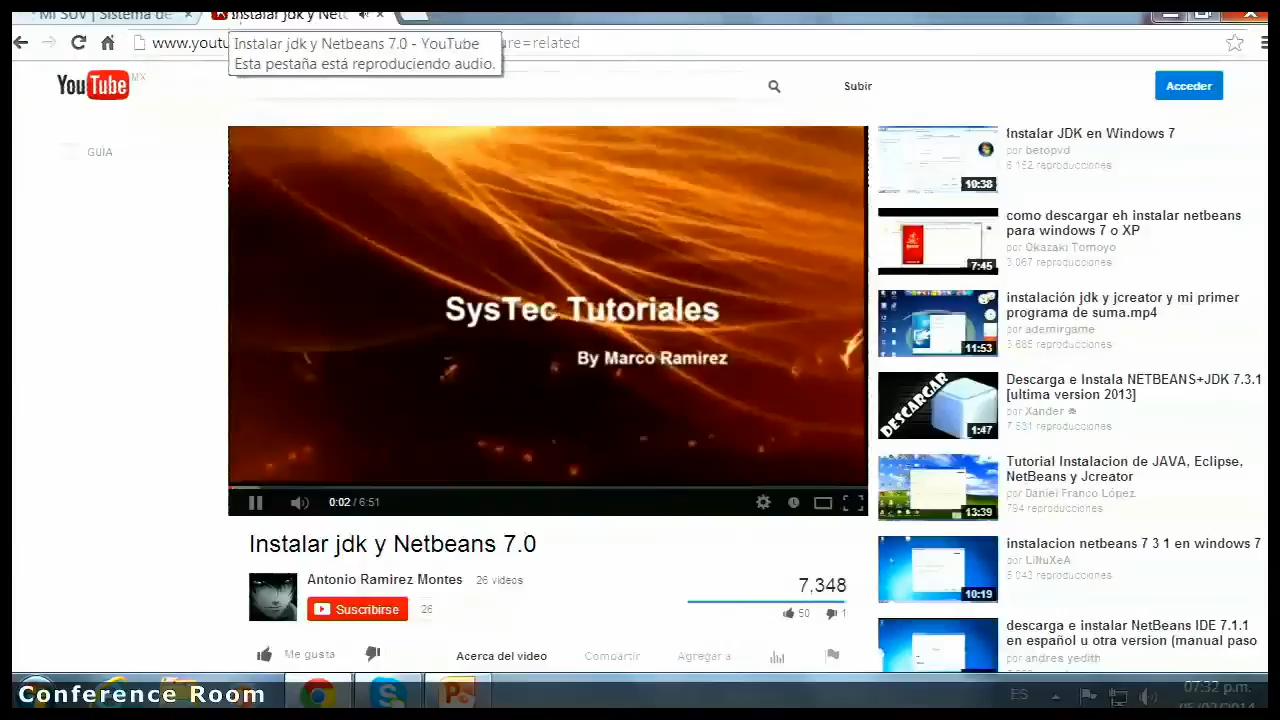 Mi SUV | Sistema de
Instalar jdk y Net
www.youtu
ure=related
Instalar jdk y Netbeans 7.0 - YouTube
Esta pestaña está reproduciendo audio.
YouTube MX
Subir
Acceder
GUÍA
SysTec Tutoriales
By Marco Ramirez
0:02 / 6:51
Instalar jdk y Netbeans 7.0
Antonio Ramirez Montes 26 videos
Suscribirse 26
7,348
50 1
Me gusta
Acerca del video
Compartir
Agregar a
Instalar JDK en Windows 7
por betopvd
6,152 reproducciones
10:38
como descargar eh instalar netbeans
para windows 7 o XP
por Okazaki Tomoyo
3,067 reproducciones
7:45
instalación jdk y jcreator y mi primer
programa de suma.mp4
por ademirgame
3,685 reproducciones
11:53
Descarga e Instala NETBEANS+JDK 7.3.1
[ultima version 2013]
por Xander
7,531 reproducciones
DESCARGAR
1:47
Tutorial Instalacion de JAVA, Eclipse,
NetBeans y Jcreator
por Daniel Franco López.
794 reproducciones
13:39
instalacion netbeans 7 3 1 en windows 7
por LiNuXeA
5,043 reproducciones
10:19
descarga e instalar NetBeans IDE 7.1.1
en español u otra version (manual paso
por andres yedith
Conference Room
ES
07:32 p.m.